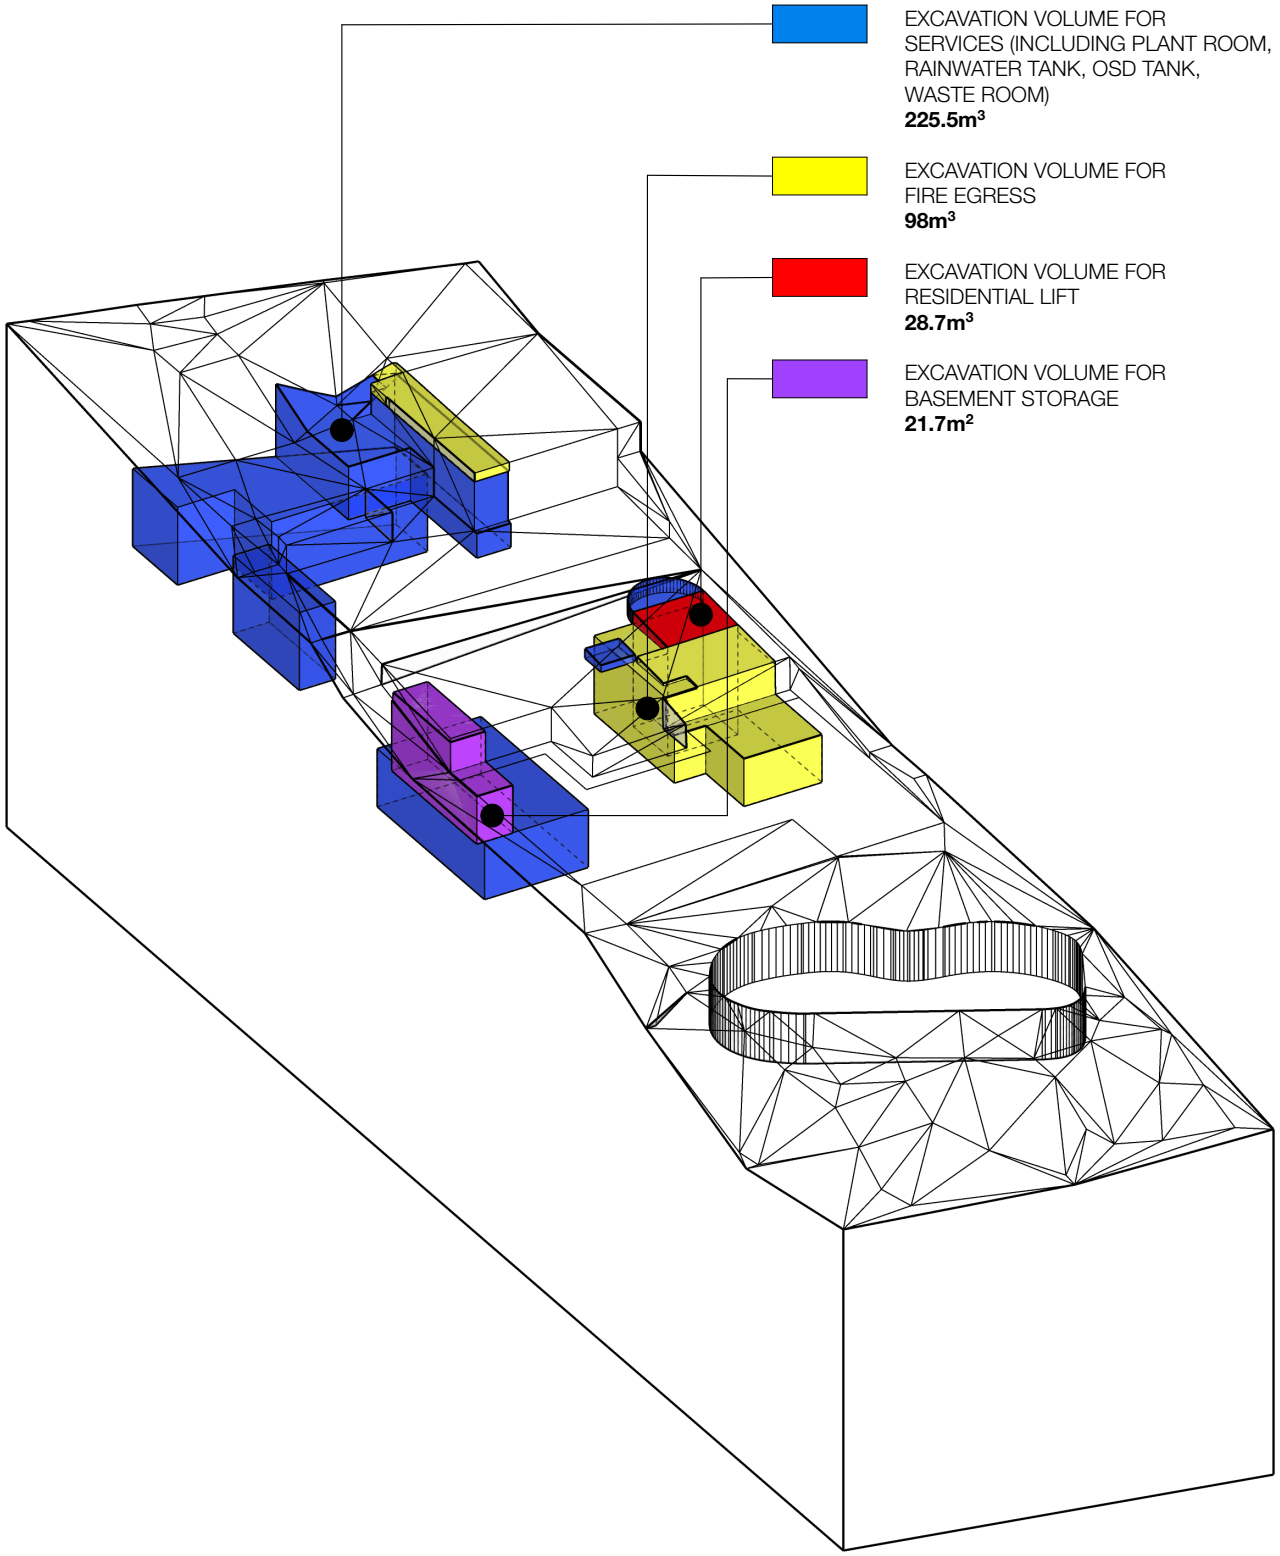 EXCAVATION VOLUME FOR
SERVICES (INCLUDING PLANT ROOM,
RAINWATER TANK, OSD TANK,
WASTE ROOM)
225.5m³
EXCAVATION VOLUME FOR
FIRE EGRESS
98m³
EXCAVATION VOLUME FOR
RESIDENTIAL LIFT
28.7m³
EXCAVATION VOLUME FOR
BASEMENT STORAGE
21.7m²